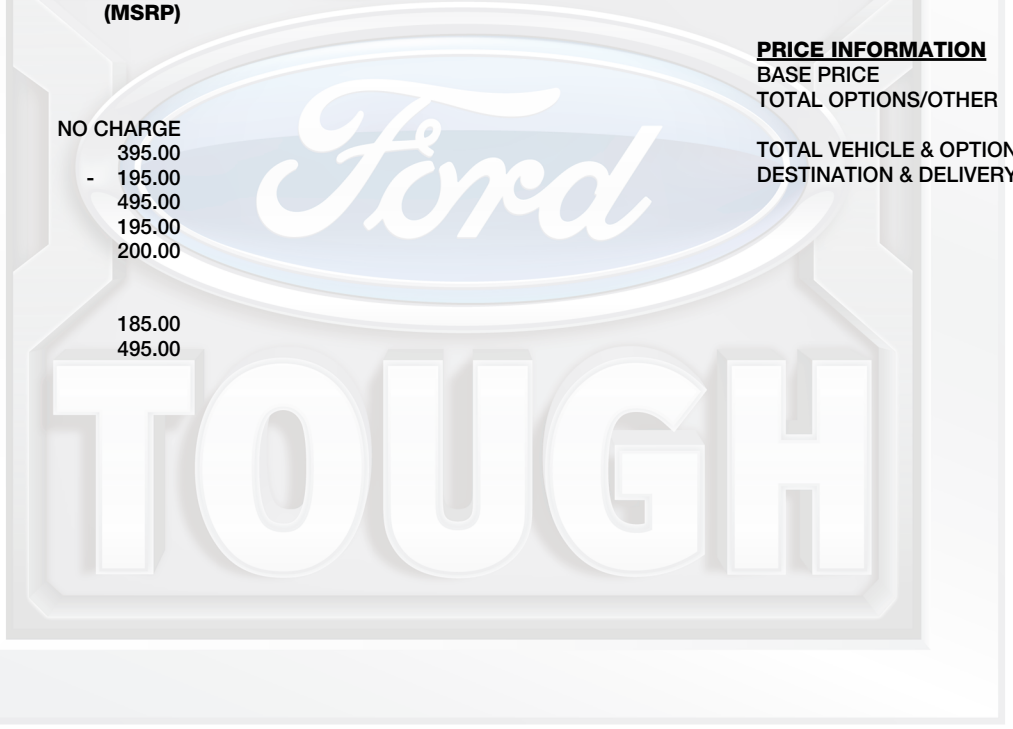 (MSRP)
NO CHARGE
395.00
- 195.00
495.00
195.00
200.00
185.00
495.00
PRICE INFORMATION
BASE PRICE
TOTAL OPTIONS/OTHER
TOTAL VEHICLE & OPTION
DESTINATION & DELIVERY
Ford
TOUGH